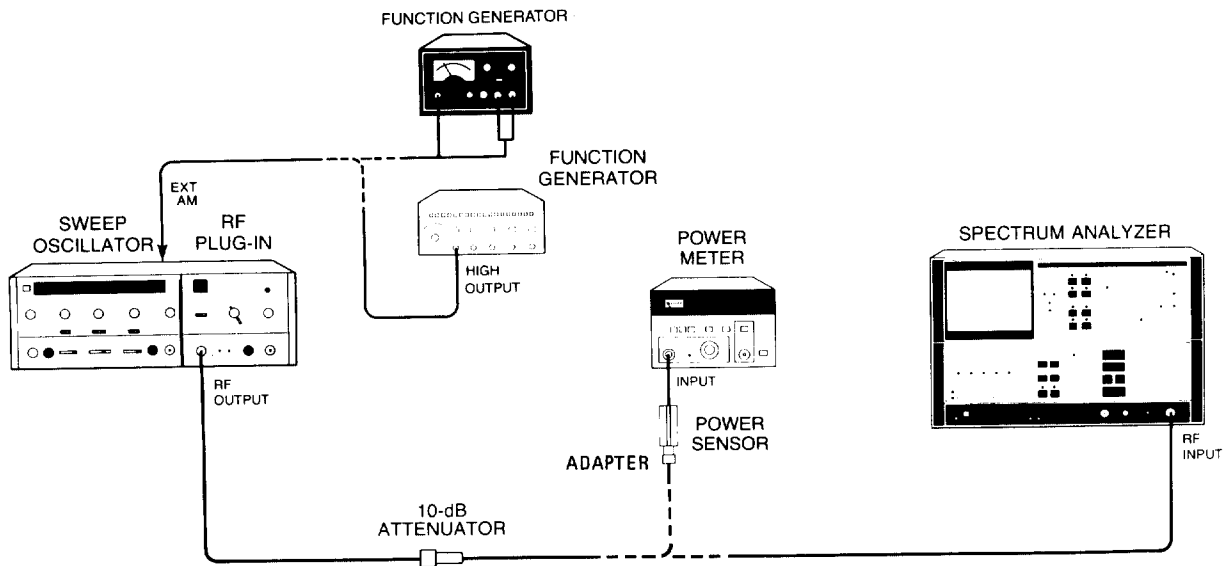 FUNCTION GENERATOR
EXT
AM
FUNCTION
GENERATOR
SWEEP
OSCILLATOR
RF
PLUG-IN
HIGH
OUTPUT
POWER
METER
SPECTRUM ANALYZER
RF
OUTPUT
INPUT
POWER
SENSOR
ADAPTER
RF
INPUT
10-dB
ATTENUATOR